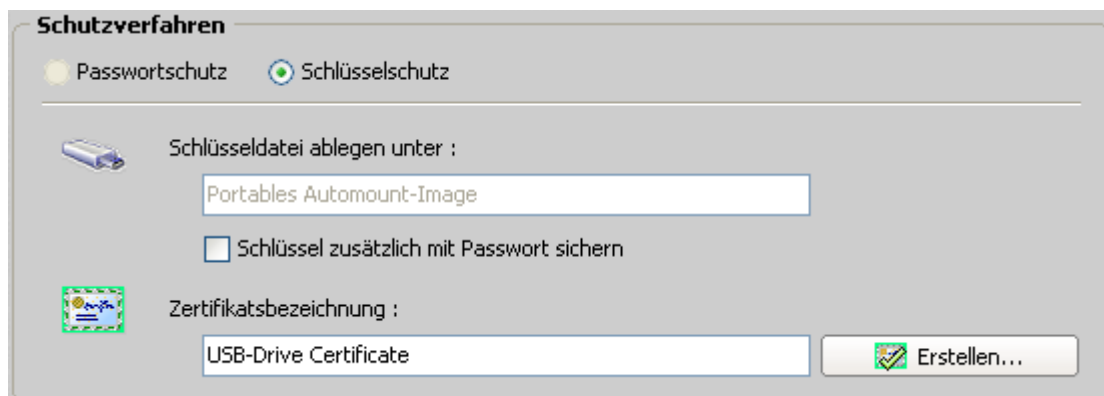 Schutzverfahren
Passwortschutz Schlüsselschutz
Schlüsseldatei ablegen unter :
Portables Automount-Image
Schlüssel zusätzlich mit Passwort sichern
Zertifikatsbezeichnung :
USB-Drive Certificate Erstellen...